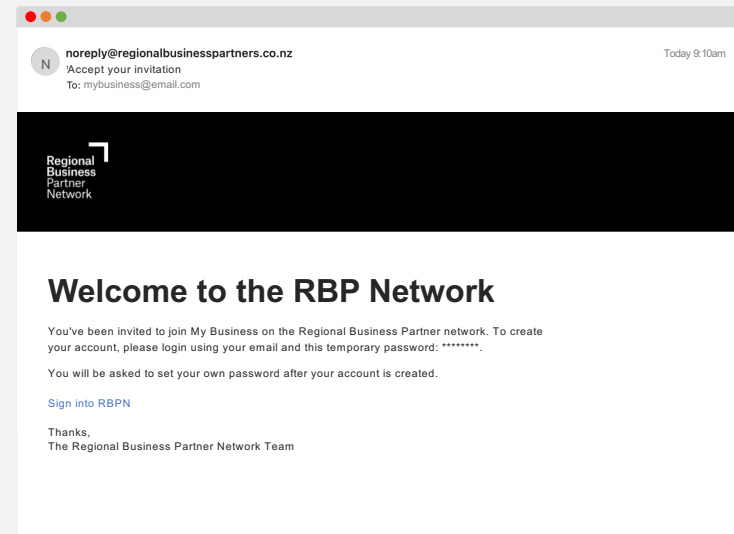 noreply@regionalbusinesspartners.co.nz
Today 9:10am
N
'Accept your invitation
To: mybusiness@email.com
Regional
Business
Partner
Network
Welcome to the RBP Network
You've been invited to join My Business on the Regional Business Partner network. To create
your account, please login using your email and this temporary password: ********.
You will be asked to set your own password after your account is created.
Sign into RBPN
Thanks,
The Regional Business Partner Network Team